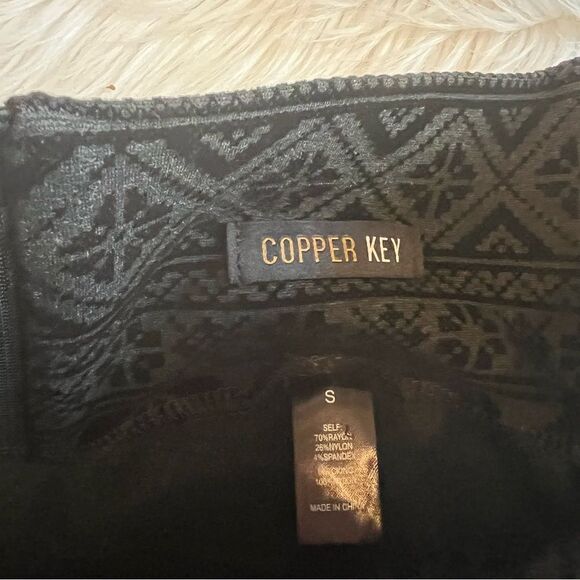 COPPER KEY
S
SELF:
70%RAYON
26%NYLON
4%SPANDEX
MADE IN CHINA